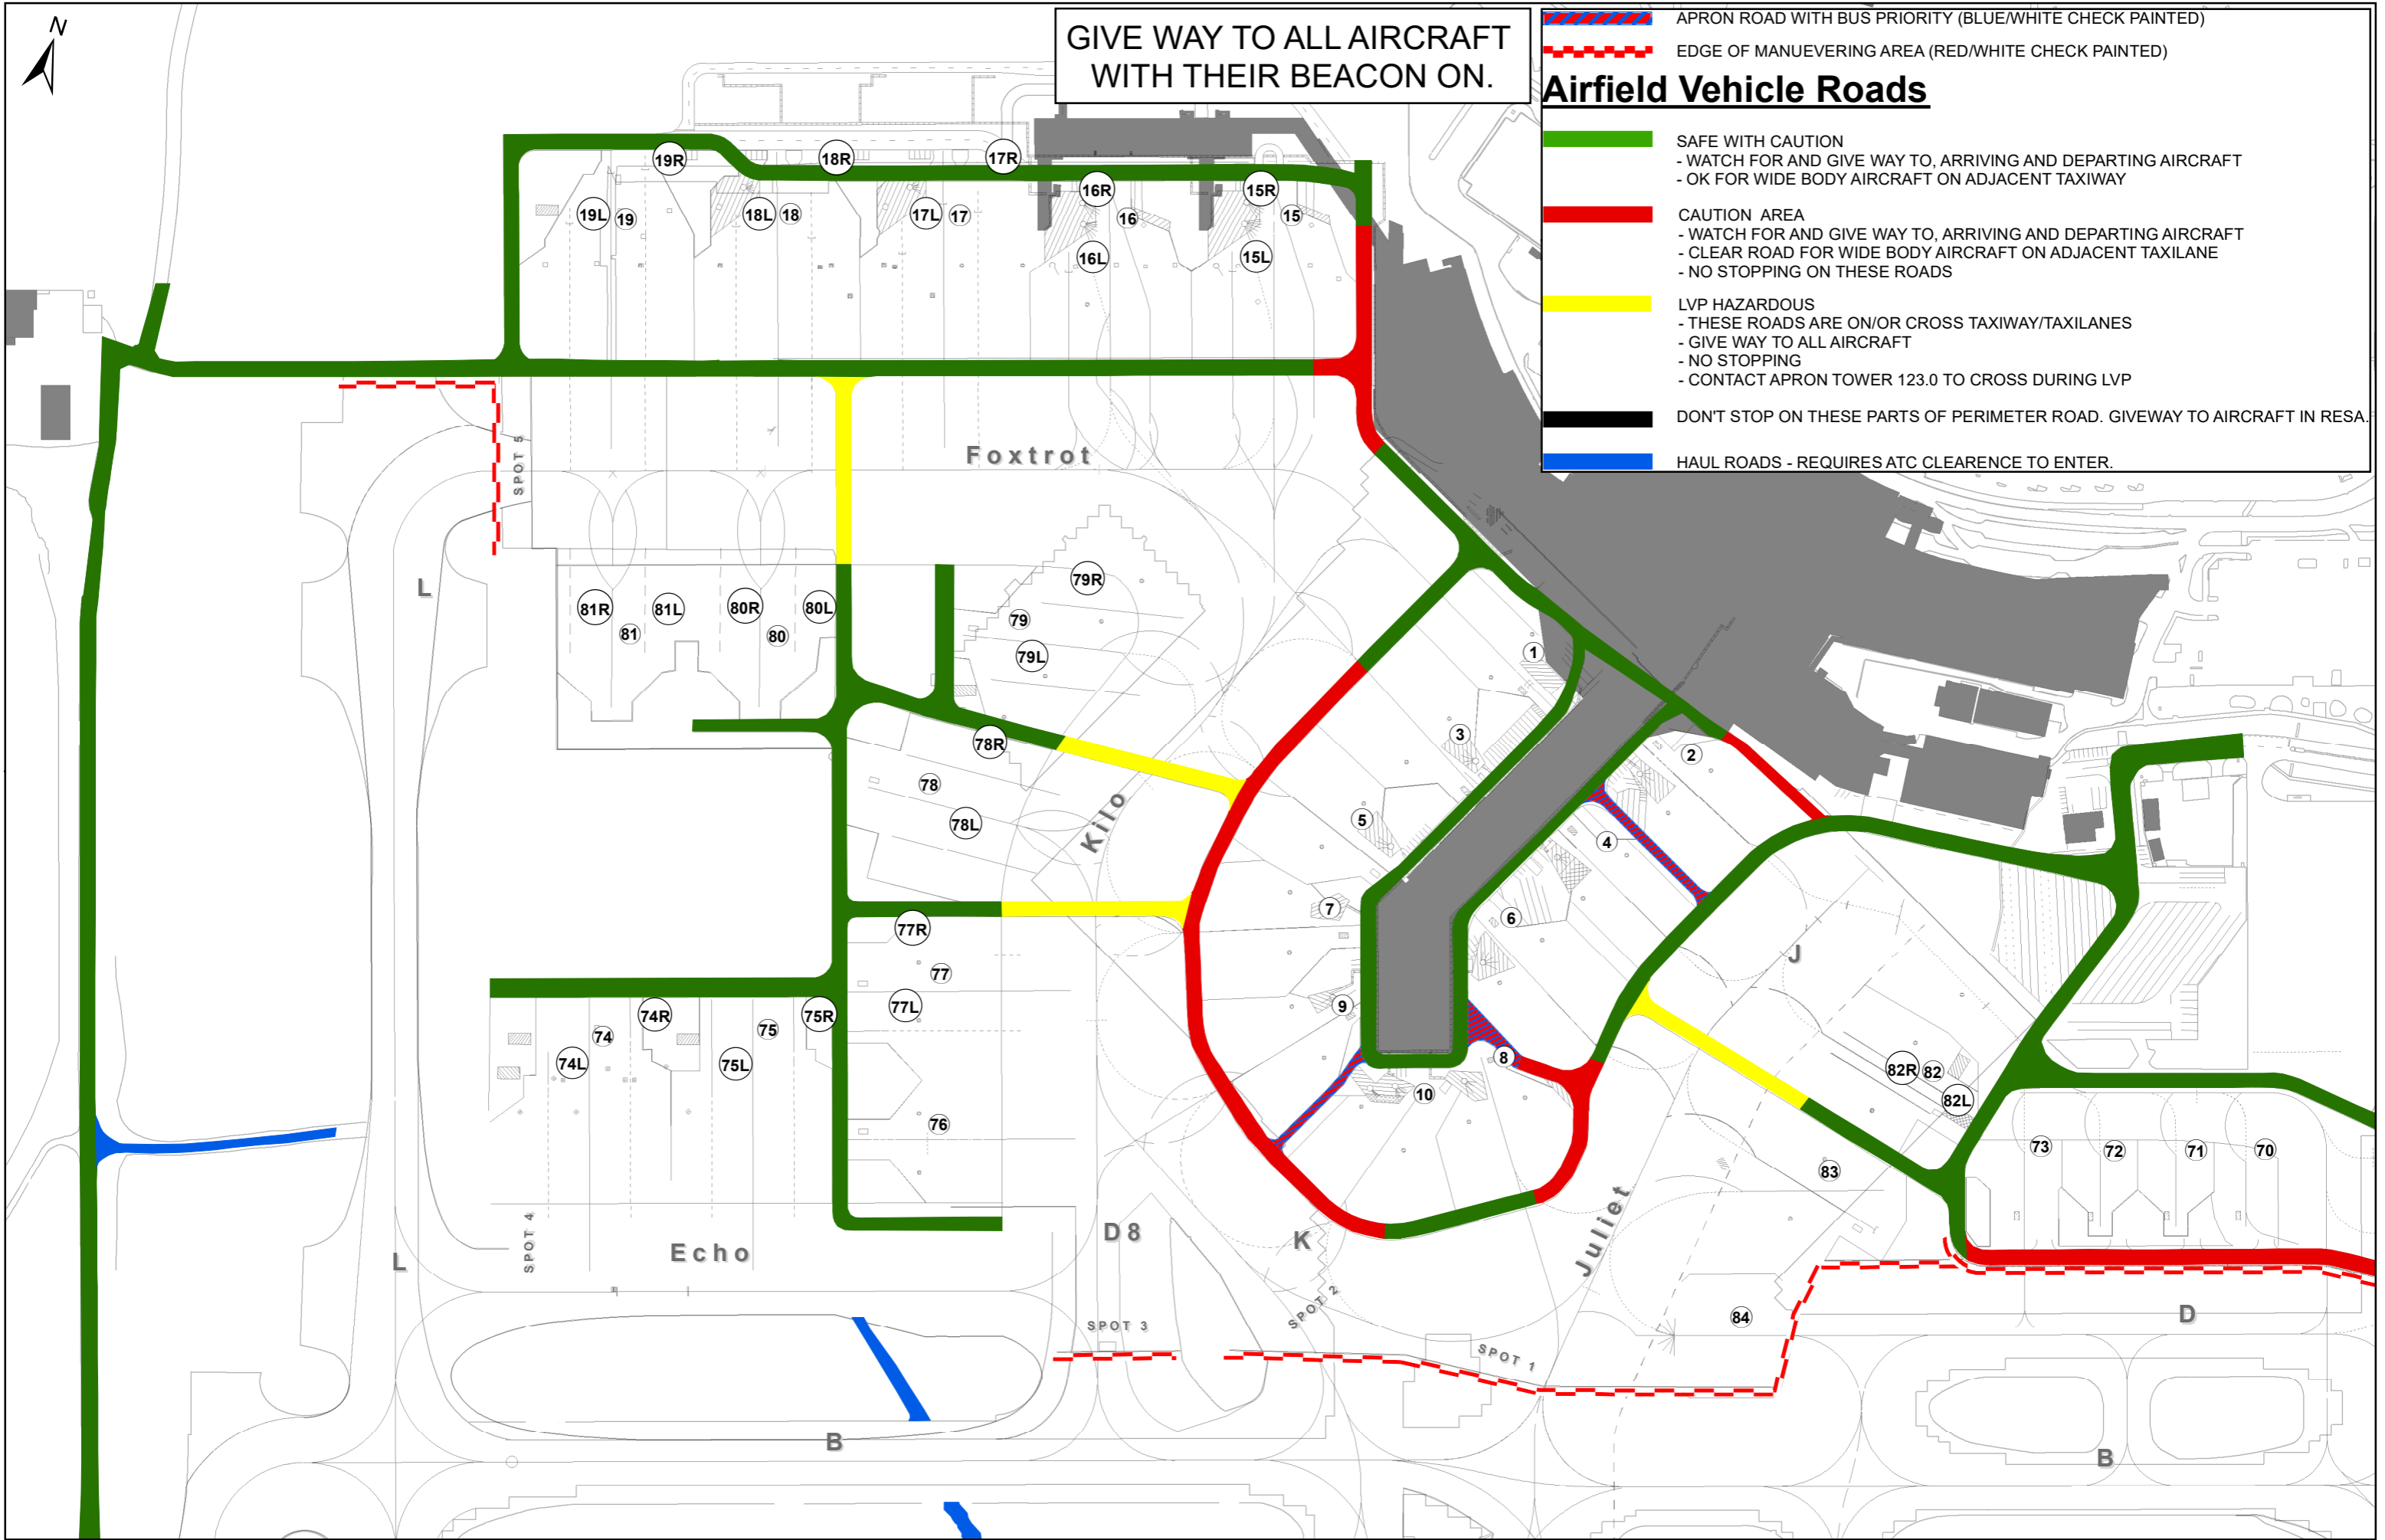 N
GIVE WAY TO ALL AIRCRAFT
WITH THEIR BEACON ON.
APRON ROAD WITH BUS PRIORITY (BLUE/WHITE CHECK PAINTED)
EDGE OF MANUEVERING AREA (RED/WHITE CHECK PAINTED)
Airfield Vehicle Roads
SAFE WITH CAUTION
- WATCH FOR AND GIVE WAY TO, ARRIVING AND DEPARTING AIRCRAFT
- OK FOR WIDE BODY AIRCRAFT ON ADJACENT TAXIWAY
CAUTION AREA
- WATCH FOR AND GIVE WAY TO, ARRIVING AND DEPARTING AIRCRAFT
- CLEAR ROAD FOR WIDE BODY AIRCRAFT ON ADJACENT TAXILANE
- NO STOPPING ON THESE ROADS
LVP HAZARDOUS
- THESE ROADS ARE ON/OR CROSS TAXIWAY/TAXILANES
- GIVE WAY TO ALL AIRCRAFT
- NO STOPPING
- CONTACT APRON TOWER 123.0 TO CROSS DURING LVP
DON'T STOP ON THESE PARTS OF PERIMETER ROAD. GIVEWAY TO AIRCRAFT IN RESA.
HAUL ROADS - REQUIRES ATC CLEARENCE TO ENTER.
19R
18R
17R
16R
15R
19L
19
18L
18
17L
17
16
15
16L
15L
Foxtrot
SPOT 5
L
79R
81R
81L
80R
80L
79
81
80
79L
1
3
2
78R
78
78L
Kilo
5
4
7
6
77R
J
77
77L
9
74R
75R
74
75
74L
75L
8
82R
82
82L
10
76
73
72
71
70
83
Juliet
SPOT 4
Echo
L
D8
K
SPOT 2
SPOT 3
84
D
SPOT 1
B
B